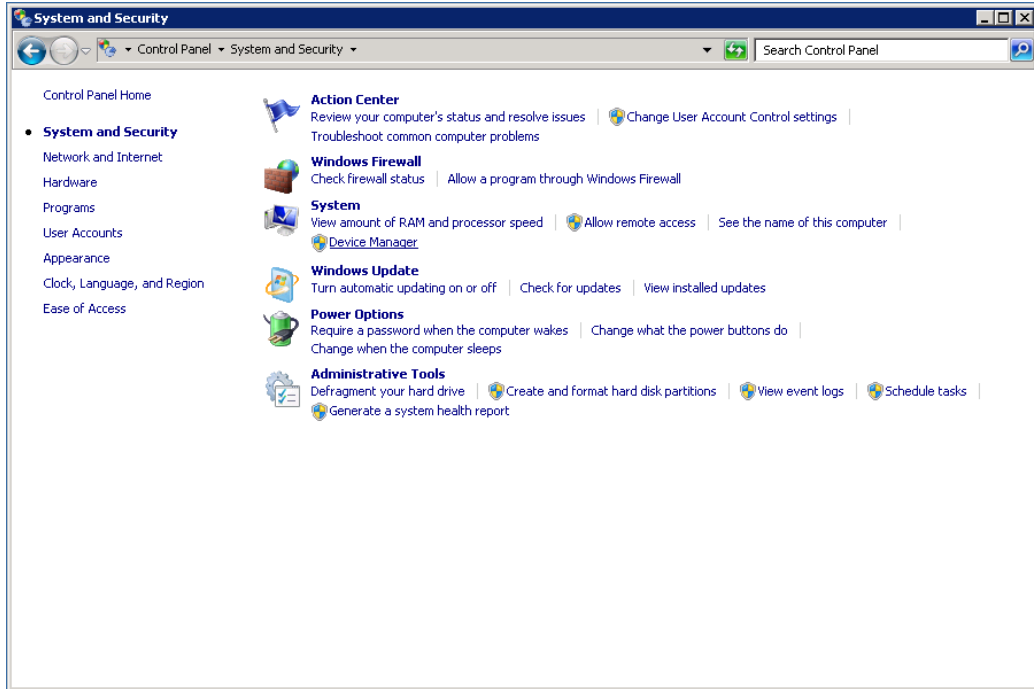 System and Security
Control Panel System and Security
Search Control Panel
Control Panel Home
System and Security
Network and Internet
Hardware
Programs
User Accounts
Appearance
Clock, Language, and Region
Ease of Access
Action Center
Review your computer's status and resolve issues Change User Account Control settings
Troubleshoot common computer problems
Windows Firewall
Check firewall status Allow a program through Windows Firewall
System
View amount of RAM and processor speed Allow remote access See the name of this computer
Device Manager
Windows Update
Turn automatic updating on or off Check for updates View installed updates
Power Options
Require a password when the computer wakes Change what the power buttons do
Change when the computer sleeps
Administrative Tools
Defragment your hard drive Create and format hard disk partitions View event logs Schedule tasks
Generate a system health report